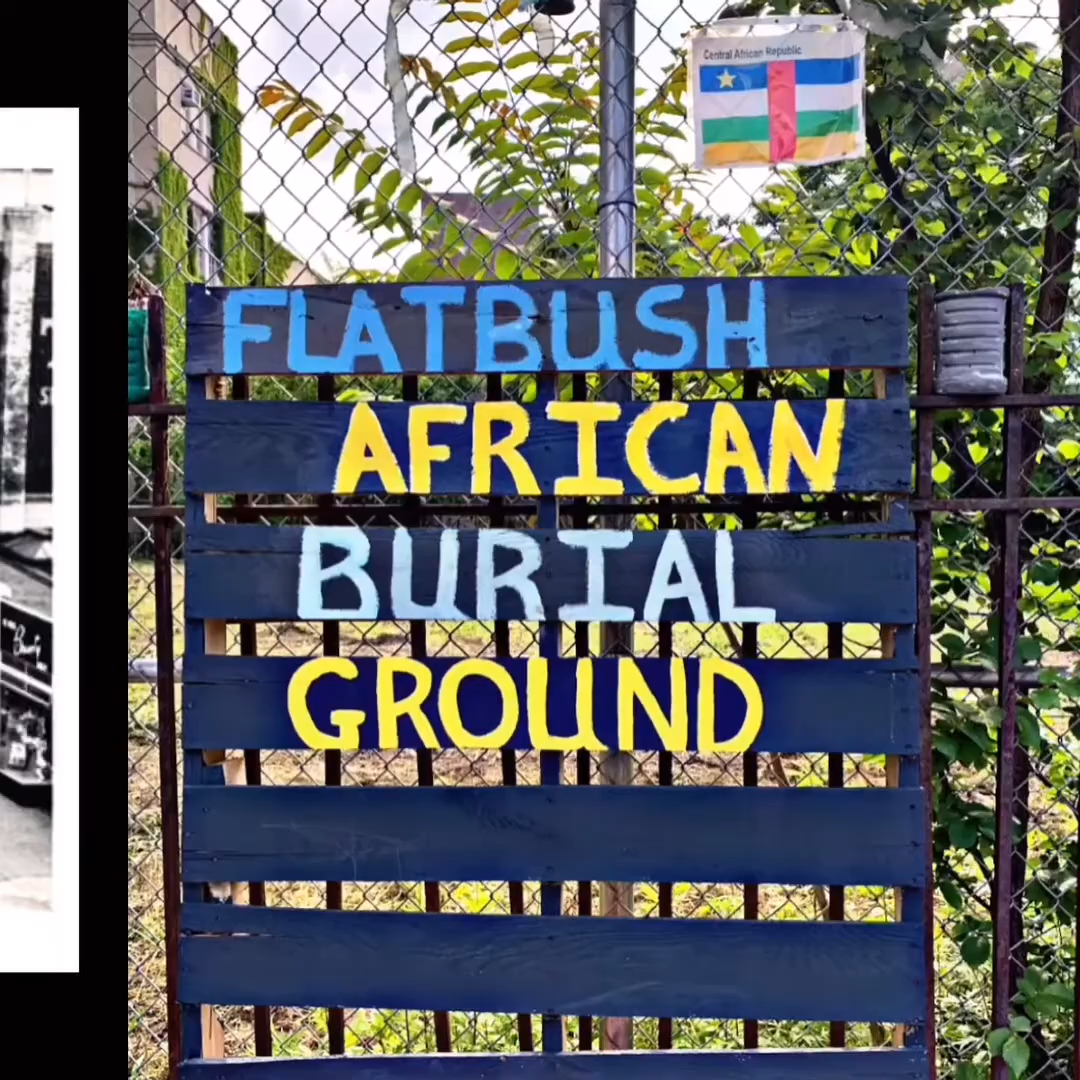 Central African Republic
FLATBUSH
AFRICAN
BURIAL
GROUND